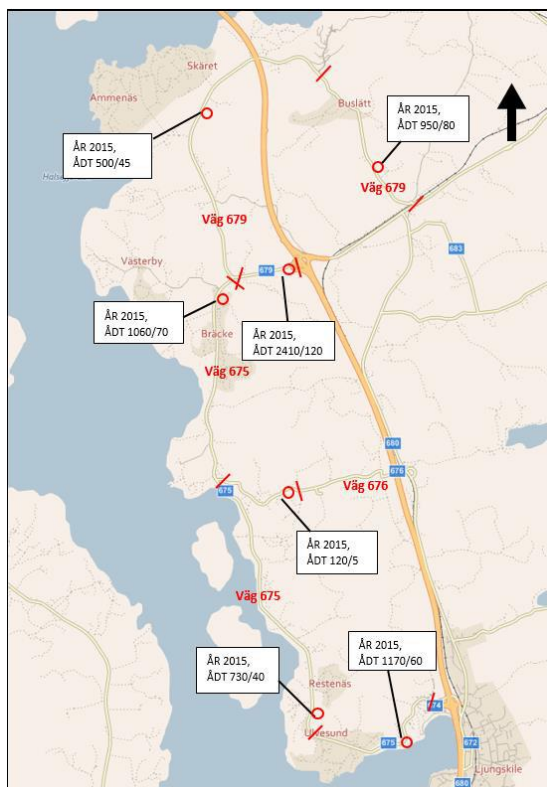 Skäret
Ammenäs
Buslätt
ÅR 2015,
ÅDT 950/80
ÅR 2015,
ÅDT 500/45
Väg 679
Väg 679
683
Västerby
679
ÅR 2015,
ÅDT 1060/70
Bräcke
ÅR 2015,
ÅDT 2410/120
Väg 675
680
676
675
Väg 676
ÅR 2015,
ÅDT 120/5
Väg 675
ÅR 2015,
ÅDT 1170/60
ÅR 2015,
ÅDT 730/40
Restenäs
674
Ulvesund
675
672
Ljungskile
680